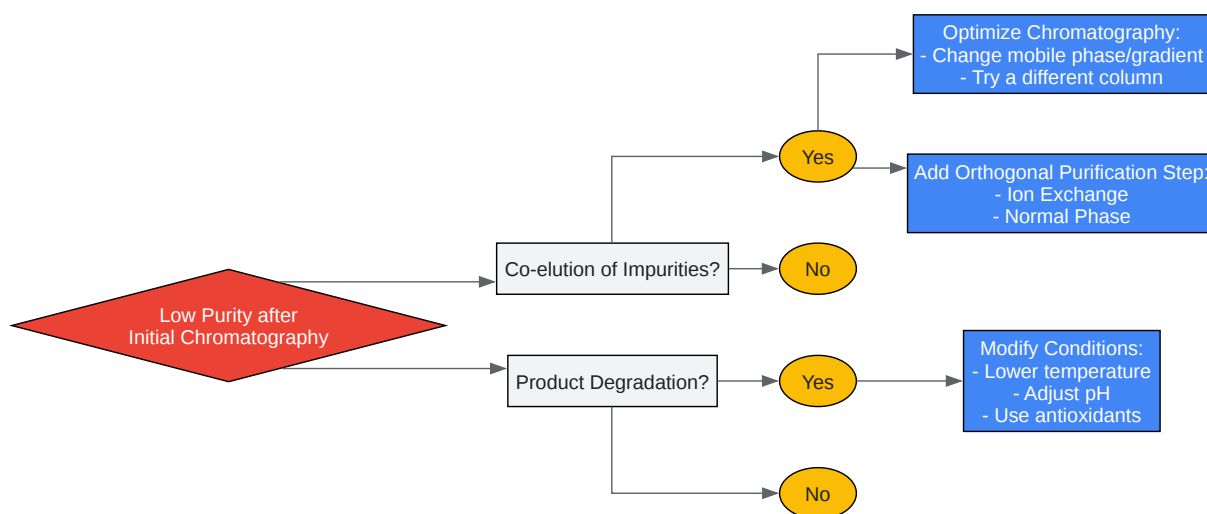 Optimize Chromatography:
- Change mobile phase/gradient
- Try a different column
Yes
Add Orthogonal Purification Step:
- Ion Exchange
- Normal Phase
Co-elution of Impurities?
No
Low Purity after
Initial Chromatography
Product Degradation?
Yes
Modify Conditions:
- Lower temperature
- Adjust pH
- Use antioxidants
No